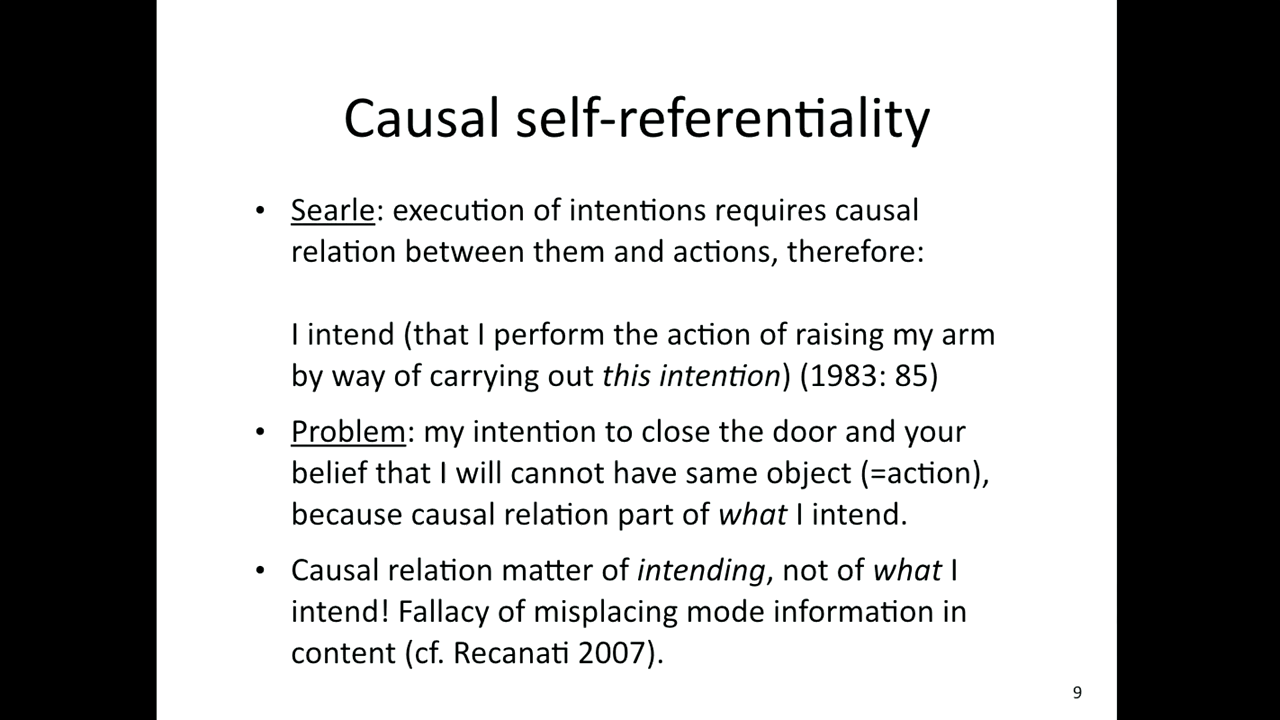 Causal self-referentiality
• Searle: execution of intentions requires causal
relation between them and actions, therefore:
I intend (that I perform the action of raising my arm
by way of carrying out this intention) (1983: 85)
• Problem: my intention to close the door and your
belief that I will cannot have same object (=action),
because causal relation part of what I intend.
• Causal relation matter of intending, not of what I
intend! Fallacy of misplacing mode information in
content (cf. Recanati 2007).
9